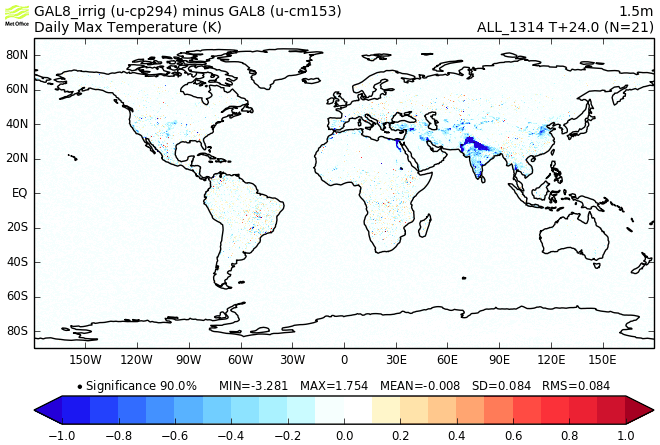 GAL8_irrig (u-cp294) minus GAL8 (u-cm153) 1.5m
Met Office
Daily Max Temperature (K) ALL_1314 T+24.0 (N=21)
80N
60N
40N
20N
EQ
20S
40S
60S
80S
150W 120W 90W 60W 30W 0 30E 60E 90E 120E 150E
• Significance 90.0% MIN=-3.281 MAX=1.754 MEAN=-0.008 SD=0.084 RMS=0.084
−1.0 −0.8 −0.6 −0.4 −0.2 0.0 0.2 0.4 0.6 0.8 1.0